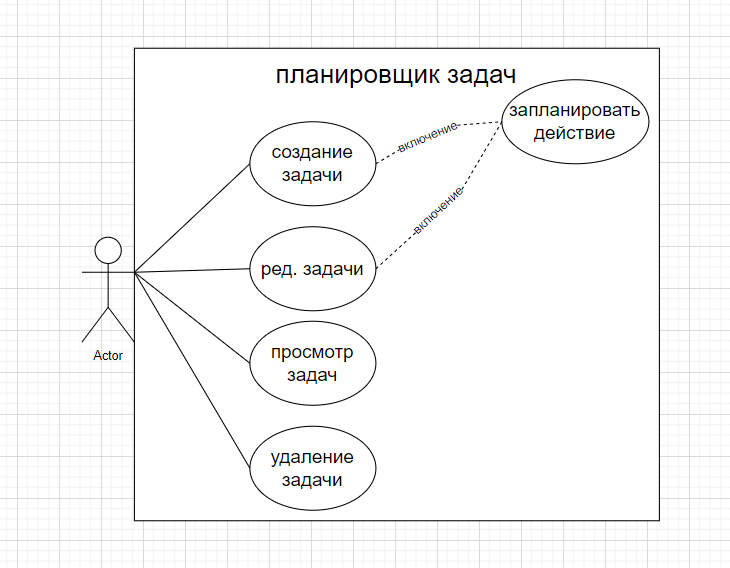 планировщик задач
запланировать
действие
создание
задачи
включение
включение
ред. задачи
Actor
просмотр
задач
удаление
задачи